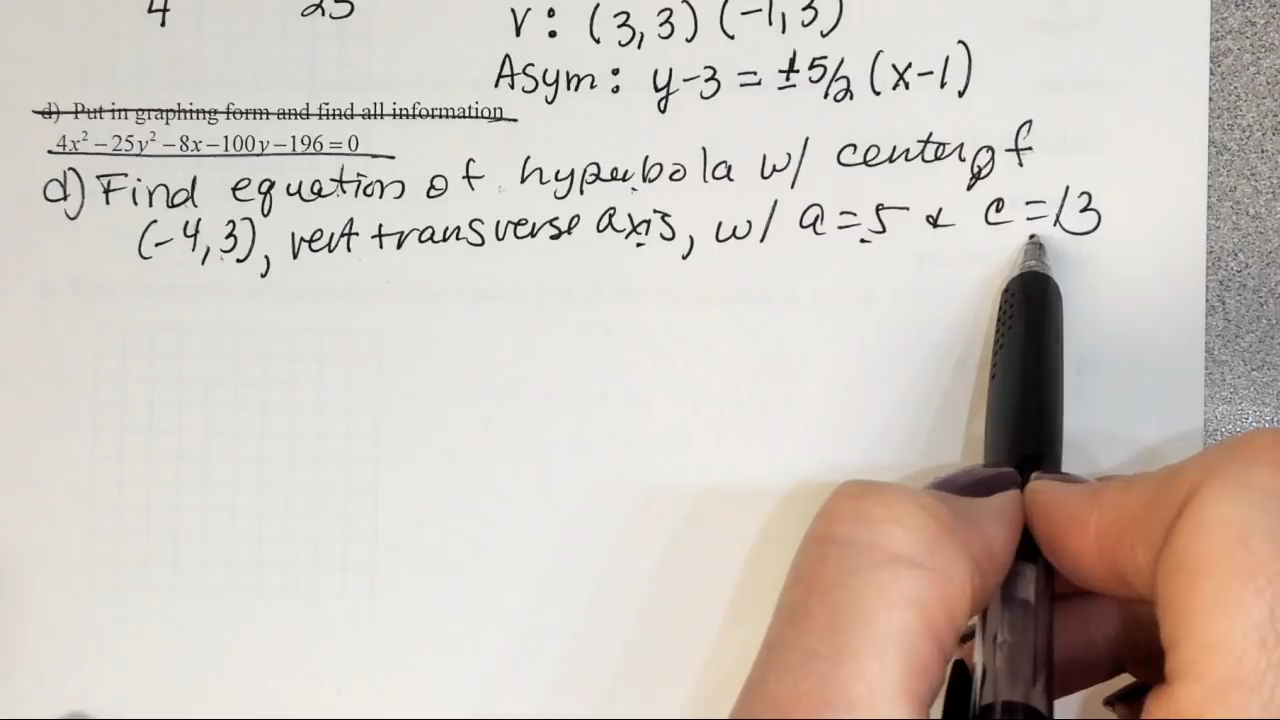 4 25
V: (3,3) (-1,3)
Asym: y-3 = ±5/2 (x-1)
d) Put in graphing form and find all information
4x² – 25y² – 8x – 100y – 196 = 0
d) Find equation of hyperbola w/ center of
(-4,3), vert transverse axis, w/ a=5 & c=13